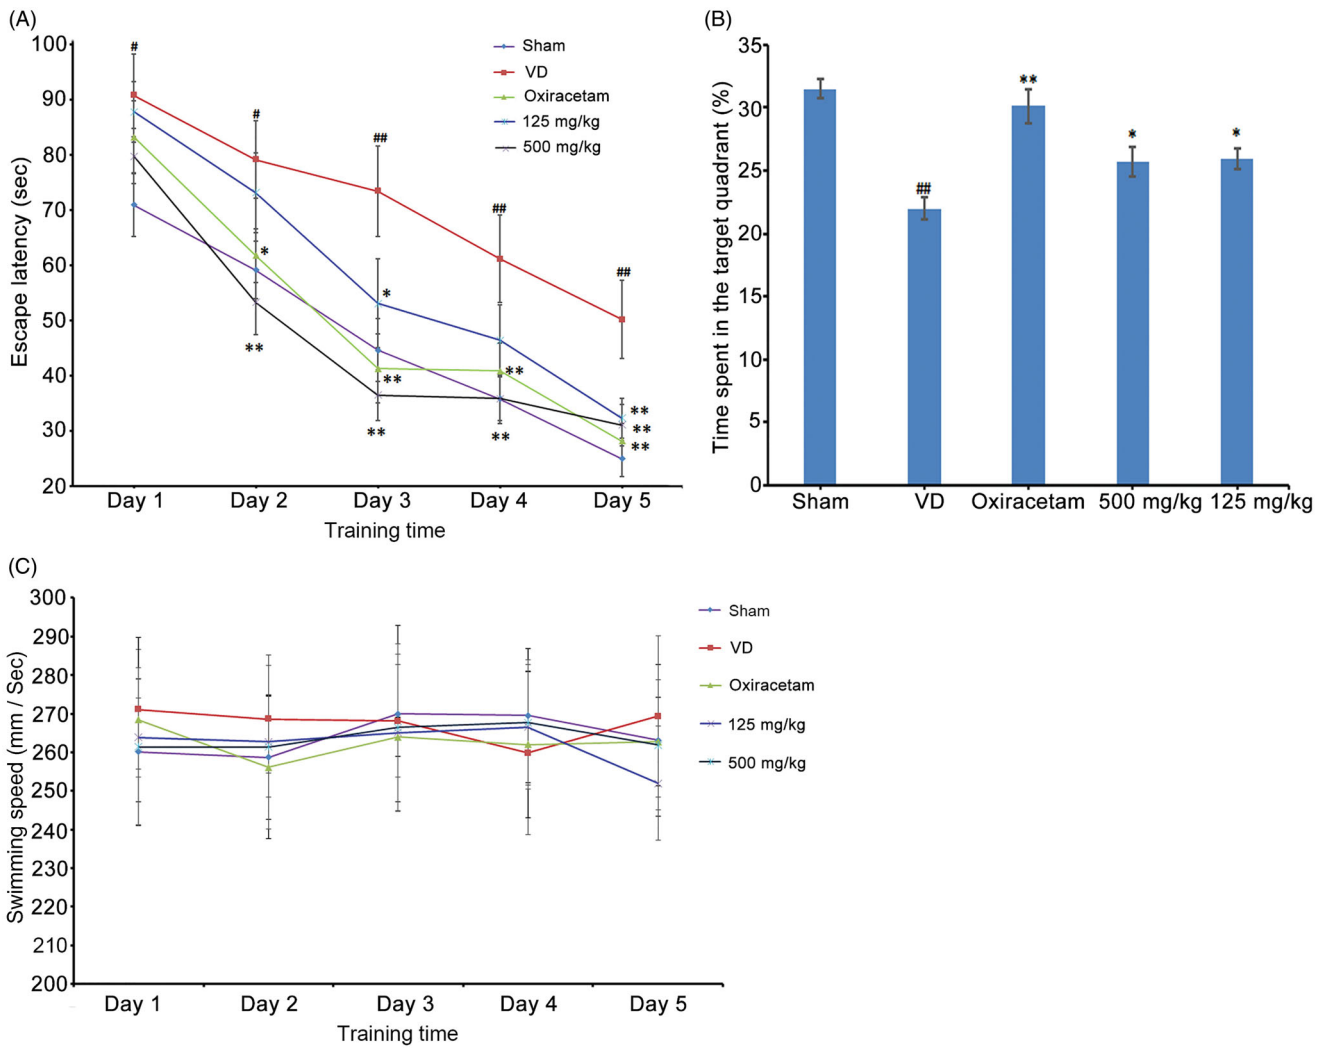 (A)
Escape latency (sec)
100
90
80
70
60
50
40
30
20
Sham
VD
Oxiracetam
125 mg/kg
500 mg/kg
#
#
##
##
##
*
*
**
**
**
**
**
**
**
**
Day 1 Day 2 Day 3 Day 4 Day 5
Training time
(B)
Time spent in the target quadrant (%)
35
30
25
20
15
10
5
0
##
**
*
*
Sham VD Oxiracetam 500 mg/kg 125 mg/kg
(C)
Swimming speed (mm / Sec)
300
290
280
270
260
250
240
230
220
210
200
Sham
VD
Oxiracetam
125 mg/kg
500 mg/kg
Day 1 Day 2 Day 3 Day 4 Day 5
Training time